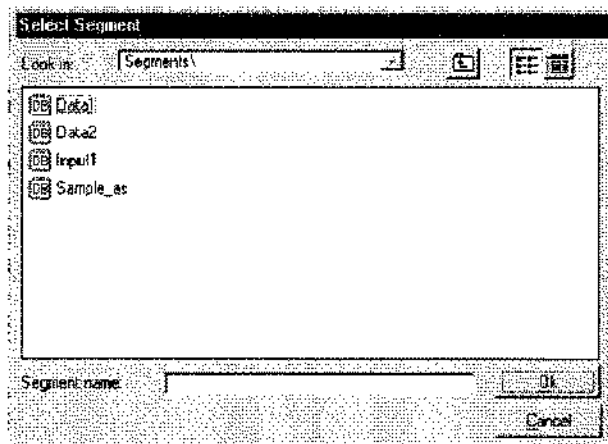 Select Segment
Look in: Segments\
DB Data1
DB Data2
DB Input1
DB Sample_as
Segment name:
Ok
Cancel